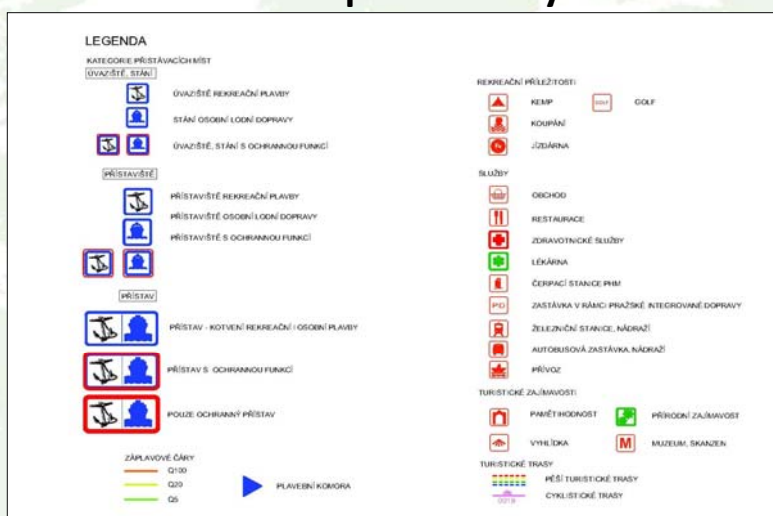 LEGENDA
KATEGORIE PŘISTÁVACÍCH MÍST
ÚVAZIŠTĚ, STÁNÍ
ÚVAZIŠTĚ REKREAČNÍ PLAVBY
STÁNÍ OSOBNÍ LODNÍ DOPRAVY
ÚVAZIŠTĚ, STÁNÍ S OCHRANNOU FUNKCÍ
PŘÍSTAVIŠTĚ
PŘÍSTAVIŠTĚ REKREAČNÍ PLAVBY
PŘÍSTAVIŠTĚ OSOBNÍ LODNÍ DOPRAVY
PŘÍSTAVIŠTĚ S OCHRANNOU FUNKCÍ
PŘÍSTAV
PŘÍSTAV - KOTVENÍ REKREAČNÍ I OSOBNÍ PLAVBY
PŘÍSTAV S OCHRANNOU FUNKCÍ
POUZE OCHRANNÝ PŘÍSTAV
ZÁPLAVOVÉ ČÁRY
Q100
Q20
Q5
PLAVEBNÍ KOMORA
REKREAČNÍ PŘÍLEŽITOSTI
KEMP
GOLF GOLF
KOUPÁNÍ
JÍZDÁRNA
SLUŽBY
OBCHOD
RESTAURACE
ZDRAVOTNICKÉ SLUŽBY
LÉKÁRNA
ČERPACÍ STANICE PHM
PID ZASTÁVKA V RÁMCI PRAŽSKÉ INTEGROVANÉ DOPRAVY
ŽELEZNIČNÍ STANICE, NÁDRAŽÍ
AUTOBUSOVÁ ZASTÁVKA, NÁDRAŽÍ
PŘÍVOZ
TURISTICKÉ ZAJÍMAVOSTI
PAMĚTIHODNOST
PŘÍRODNÍ ZAJÍMAVOST
VYHLÍDKA
M MUZEUM, SKANZEN
TURISTICKÉ TRASY
PĚŠÍ TURISTICKÉ TRASY
CYKLISTICKÉ TRASY